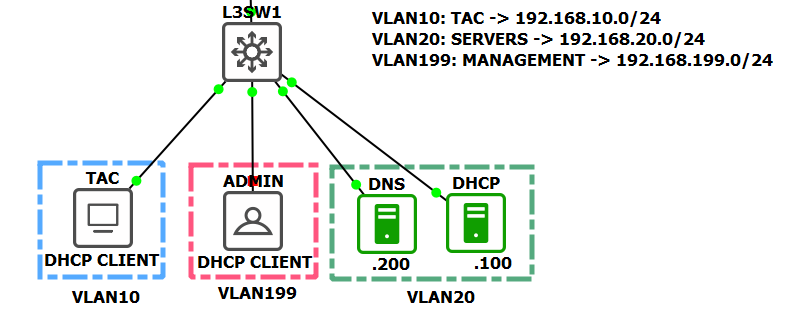 L3SW1
VLAN10: TAC -> 192.168.10.0/24
VLAN20: SERVERS -> 192.168.20.0/24
VLAN199: MANAGEMENT -> 192.168.199.0/24
TAC
ADMIN
DNS
DHCP
DHCP CLIENT
DHCP CLIENT
.200
.100
VLAN10
VLAN199
VLAN20